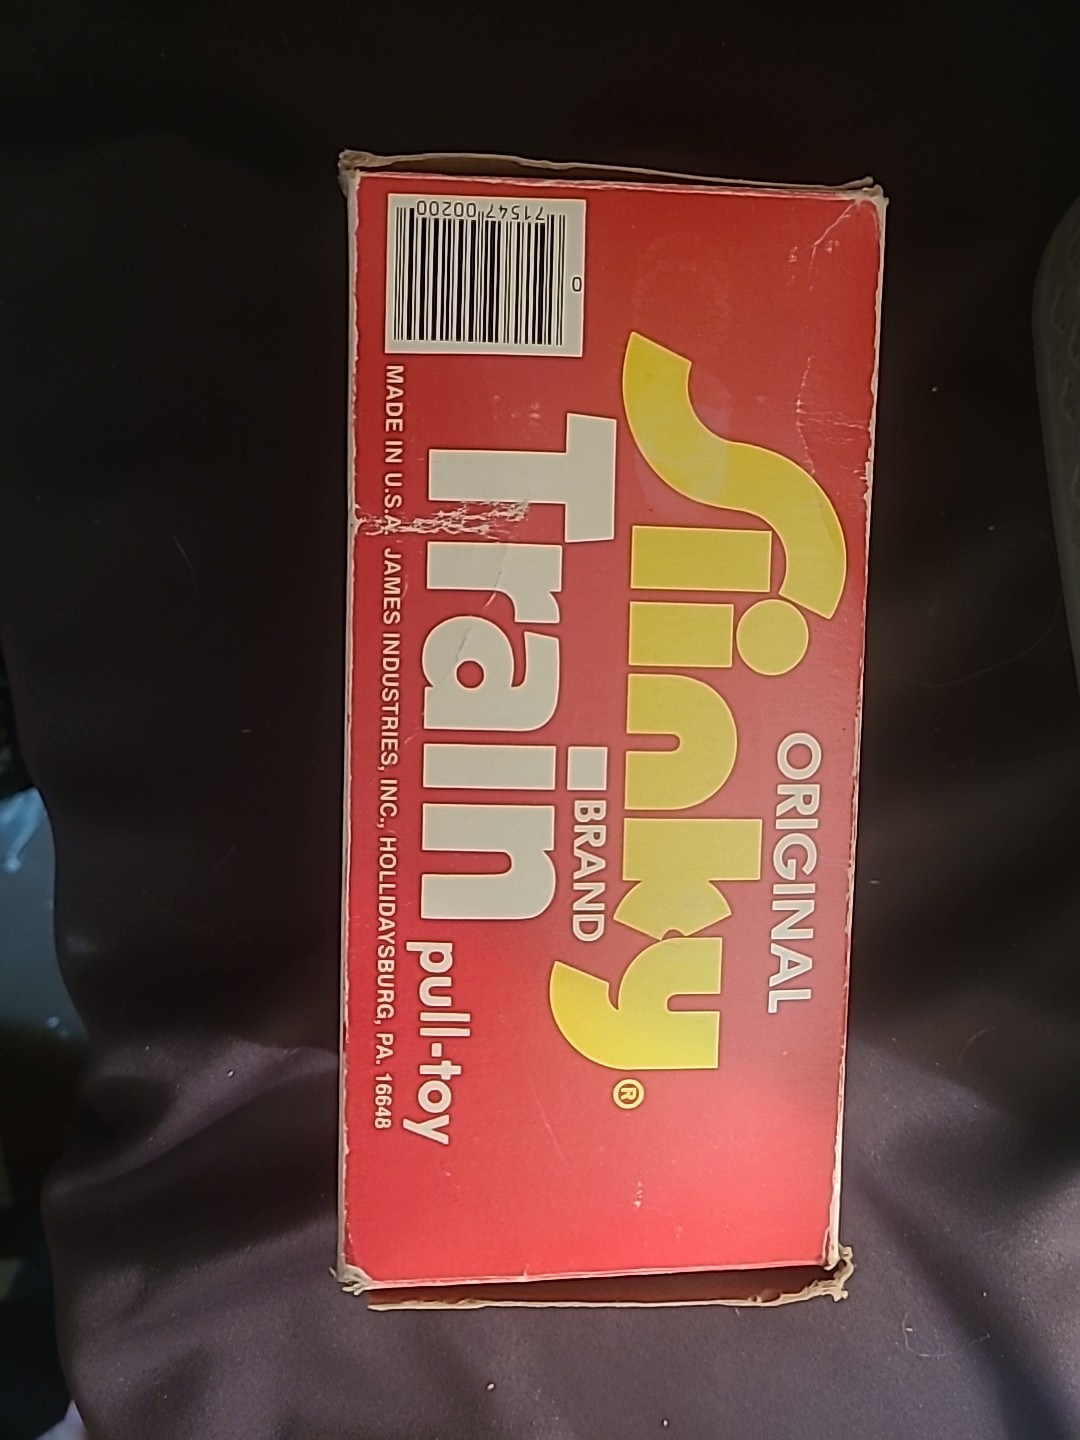 ORIGINAL
Slinky®
BRAND
Train pull-toy
MADE IN U.S.A. JAMES INDUSTRIES, INC., HOLLIDAYSBURG, PA. 16648
0
71547 00200